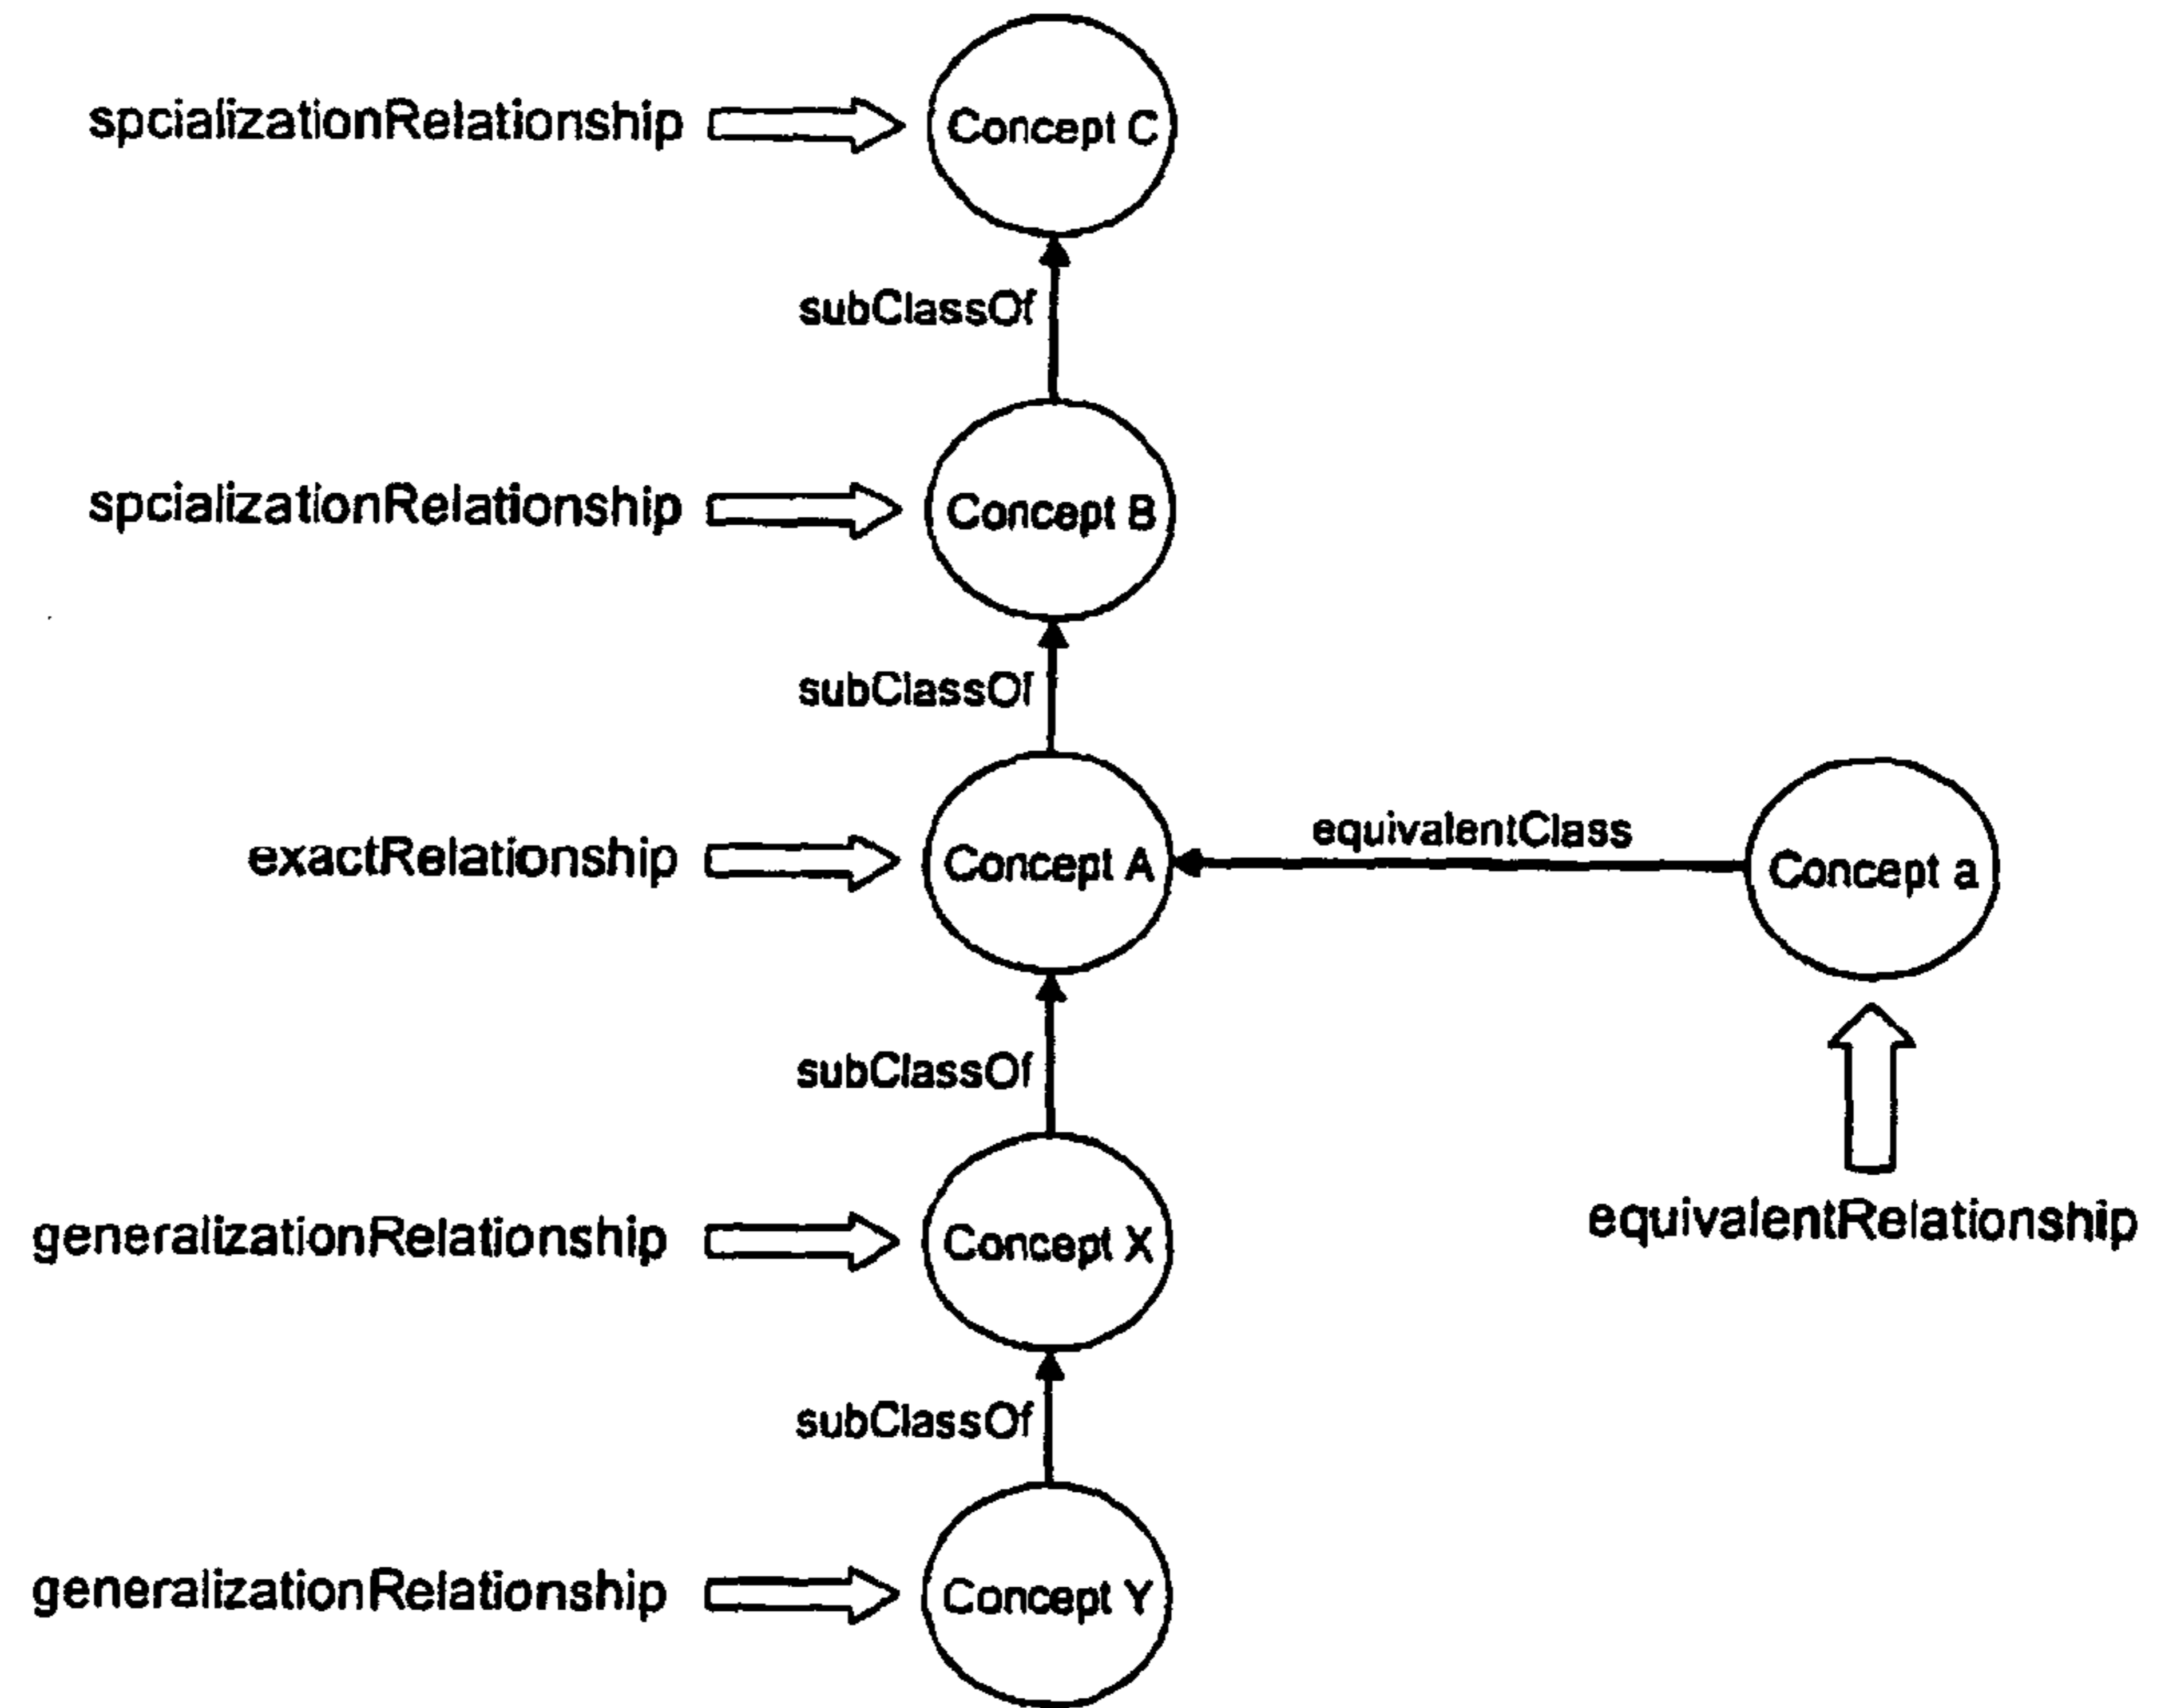 spcializationRelationship
Concept C
subClassOf
spcializationRelationship
Concept B
subClassOf
exactRelationship
Concept A
equivalentClass
Concept a
subClassOf
generalizationRelationship
Concept X
equivalentRelationship
subClassOf
generalizationRelationship
Concept Y